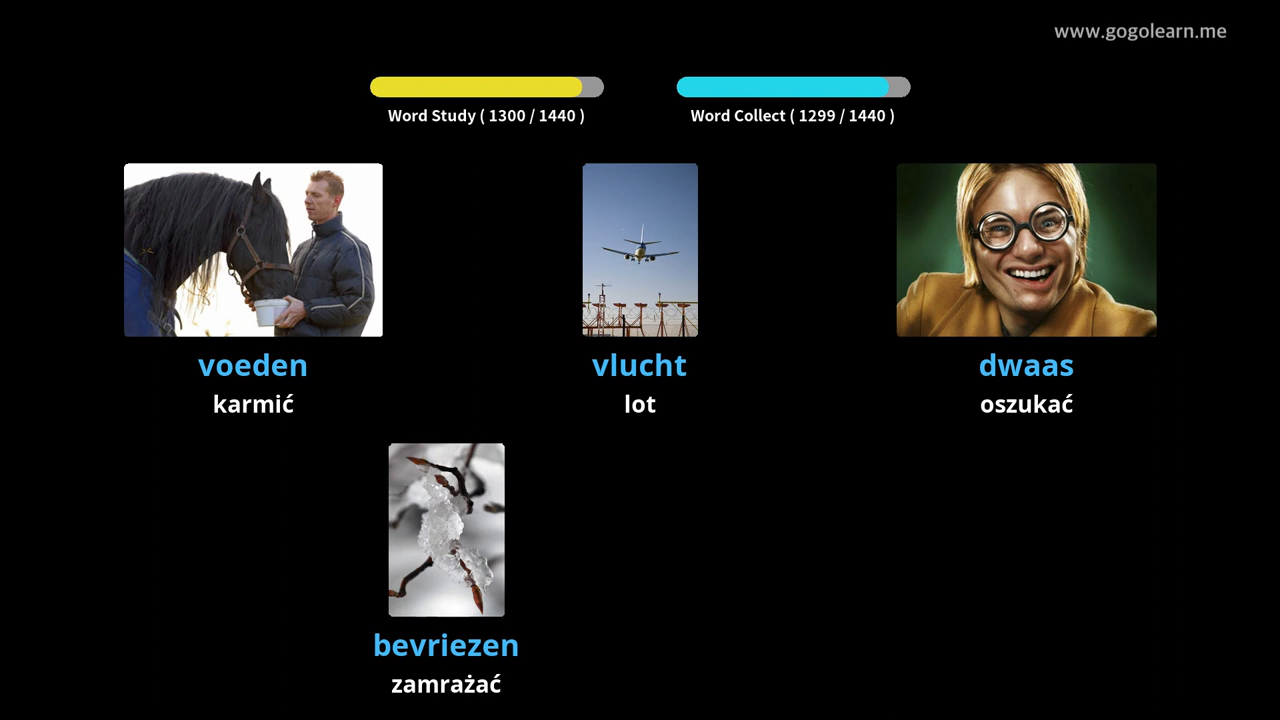 www.gogolearn.me
Word Study ( 1300 / 1440 )
Word Collect ( 1299 / 1440 )
voeden
karmić
vlucht
lot
dwaas
oszukać
bevriezen
zamrażać